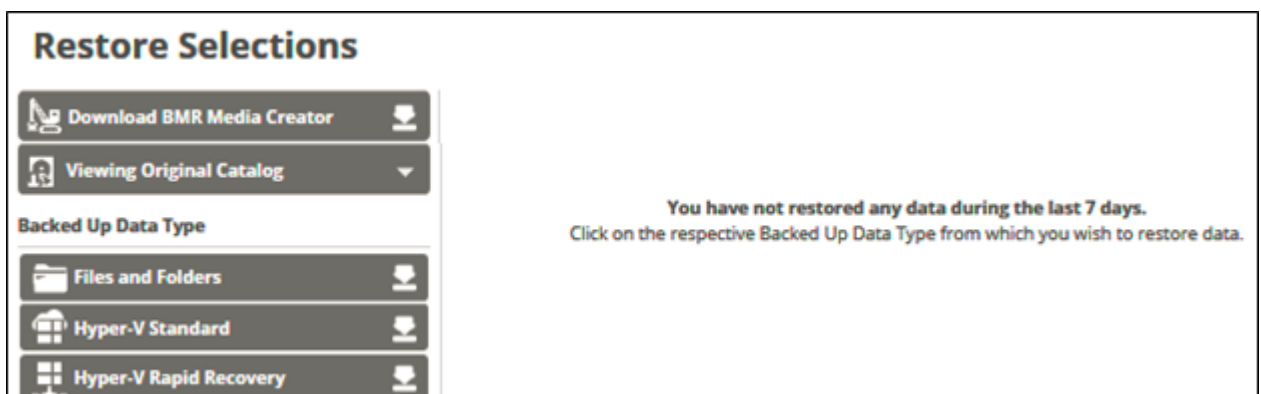 Restore Selections
Download BMR Media Creator
Viewing Original Catalog
Backed Up Data Type
Files and Folders
Hyper-V Standard
Hyper-V Rapid Recovery
You have not restored any data during the last 7 days.
Click on the respective Backed Up Data Type from which you wish to restore data.